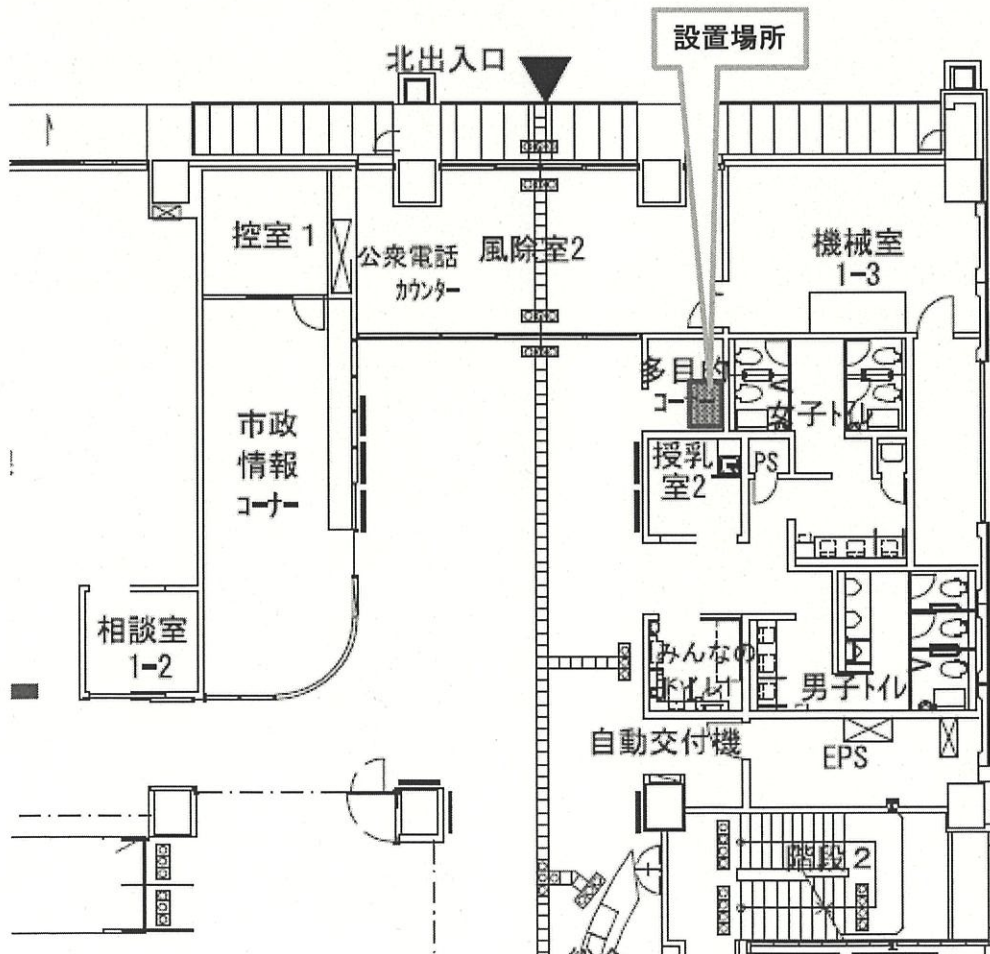 設置場所
北出入口
控室1
公衆電話
カウンター
風除室2
機械室
1-3
多目的
コーナー
女子トイレ
市政
情報
コーナー
授乳
室2
PS
相談室
1-2
みんなの
トイレ1
男子トイレ
自動交付機
EPS
階段2